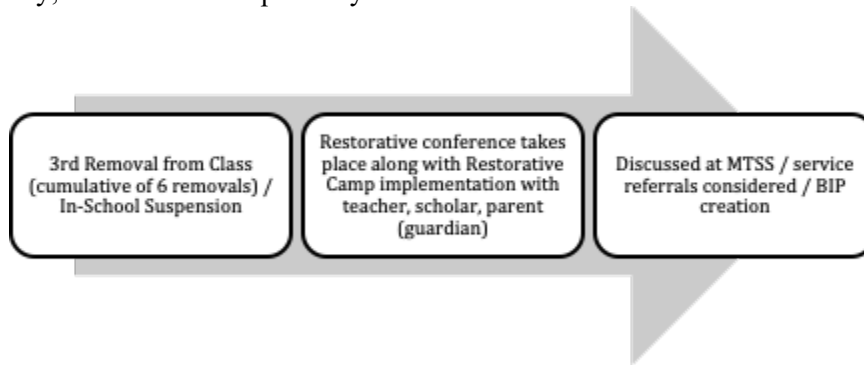 3rd Removal from Class
(cumulative of 6 removals) /
In-School Suspension
Restorative conference takes
place along with Restorative
Camp implementation with
teacher, scholar, parent
(guardian)
Discussed at MTSS / service
referrals considered / BIP
creation